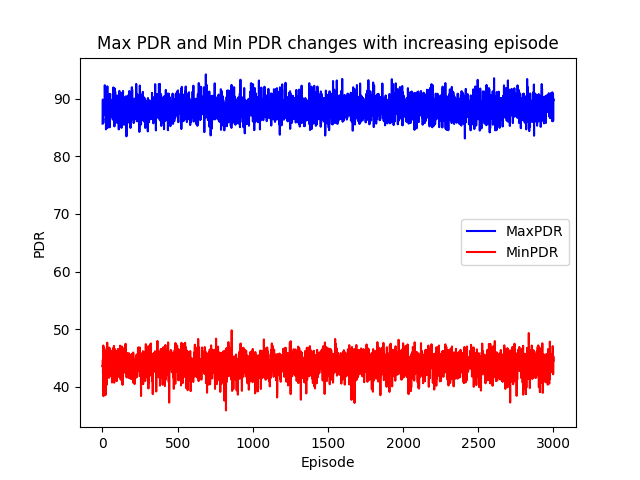 Max PDR and Min PDR changes with increasing episode
90
80
70
60
50
40
PDR
MaxPDR
MinPDR
0 500 1000 1500 2000 2500 3000
Episode